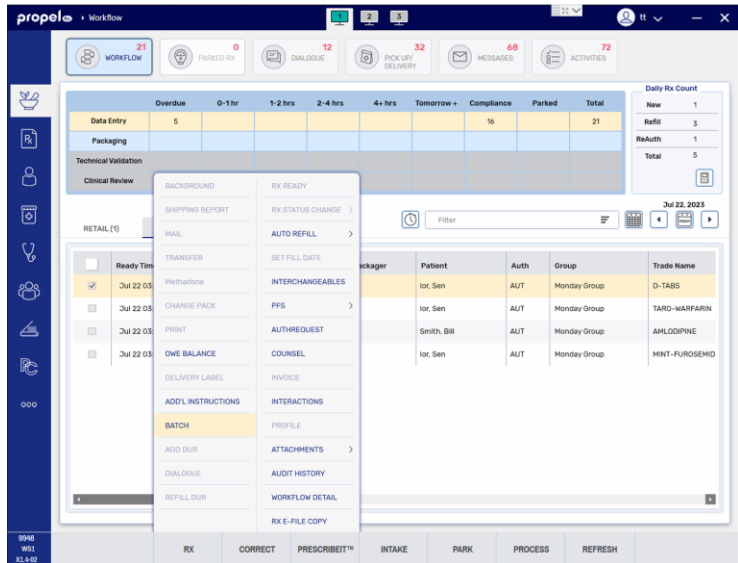 propel Workflow 1 2 3 tt
WORKFLOW 21
PARKED RX 0
DIALOGUE 12
PICK UP/ DELIVERY 32
MESSAGES 68
ACTIVITIES 72
Overdue 0-1 hr 1-2 hrs 2-4 hrs 4+ hrs Tomorrow + Compliance Parked Total
Data Entry 5 16 21
Packaging
Technical Validation
Clinical Review
Daily Rx Count
New 1
Refill 3
ReAuth 1
Total 5
Jul 22, 2023
RETAIL (1)
Filter
Ready Tim ackager Patient Auth Group Trade Name
Jul 22 03: Ior, Sen AUT Monday Group D-TABS
Jul 22 03: Ior, Sen AUT Monday Group TARO-WARFARIN
Jul 22 03: Smith, Bill AUT Monday Group AMLODIPINE
Jul 22 03: Ior, Sen AUT Monday Group MINT-FUROSEMID
BACKGROUND
SHIPPING REPORT
MAIL
TRANSFER
Methadone
CHANGE PACK
PRINT
OWE BALANCE
DELIVERY LABEL
ADD'L INSTRUCTIONS
BATCH
ADD DUR
DIALOGUE
REFILL DUR
RX READY
RX STATUS CHANGE
AUTO REFILL
SET FILL DATE
INTERCHANGEABLES
PFS
AUTHREQUEST
COUNSEL
INVOICE
INTERACTIONS
PROFILE
ATTACHMENTS
AUDIT HISTORY
WORKFLOW DETAIL
RX E-FILE COPY
9946
WS1
X1.4-02
RX CORRECT PRESCRIBEIT™ INTAKE PARK PROCESS REFRESH